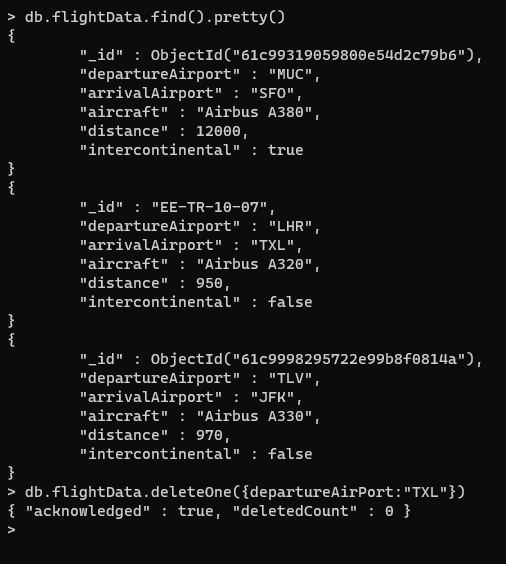 > db.flightData.find().pretty()
{
        "_id" : ObjectId("61c99319059800e54d2c79b6"),
        "departureAirport" : "MUC",
        "arrivalAirport" : "SFO",
        "aircraft" : "Airbus A380",
        "distance" : 12000,
        "intercontinental" : true
}
{
        "_id" : "EE-TR-10-07",
        "departureAirport" : "LHR",
        "arrivalAirport" : "TXL",
        "aircraft" : "Airbus A320",
        "distance" : 950,
        "intercontinental" : false
}
{
        "_id" : ObjectId("61c9998295722e99b8f0814a"),
        "departureAirport" : "TLV",
        "arrivalAirport" : "JFK",
        "aircraft" : "Airbus A330",
        "distance" : 970,
        "intercontinental" : false
}
> db.flightData.deleteOne({departureAirPort:"TXL"})
{ "acknowledged" : true, "deletedCount" : 0 }
>